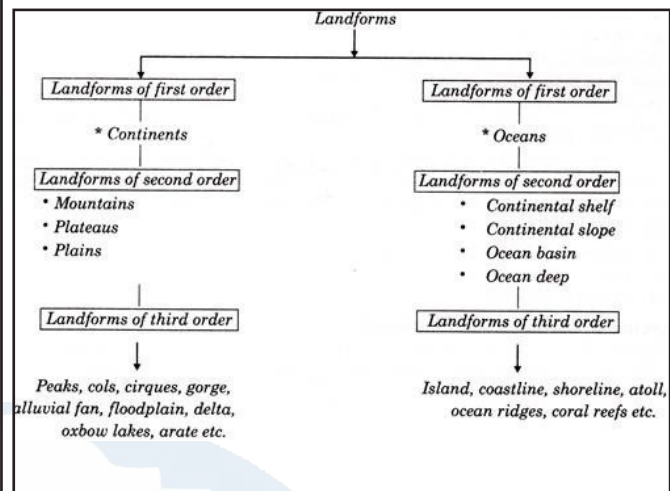 Landforms
Landforms of first order
* Continents
Landforms of second order
• Mountains
• Plateaus
• Plains
Landforms of third order
Peaks, cols, cirques, gorge,
alluvial fan, floodplain, delta,
oxbow lakes, arate etc.
Landforms of first order
* Oceans
Landforms of second order
• Continental shelf
• Continental slope
• Ocean basin
• Ocean deep
Landforms of third order
Island, coastline, shoreline, atoll,
ocean ridges, coral reefs etc.